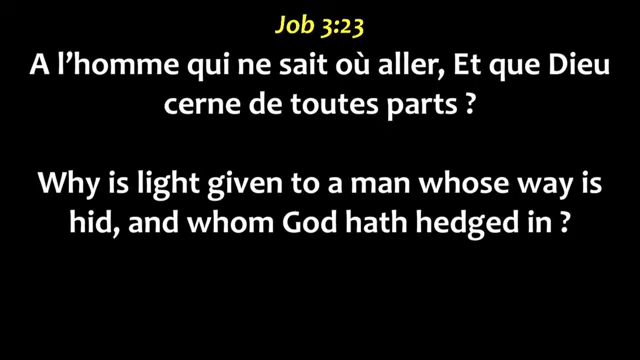 Job 3:23
A l’homme qui ne sait où aller, Et que Dieu
cerne de toutes parts ?
Why is light given to a man whose way is
hid, and whom God hath hedged in ?